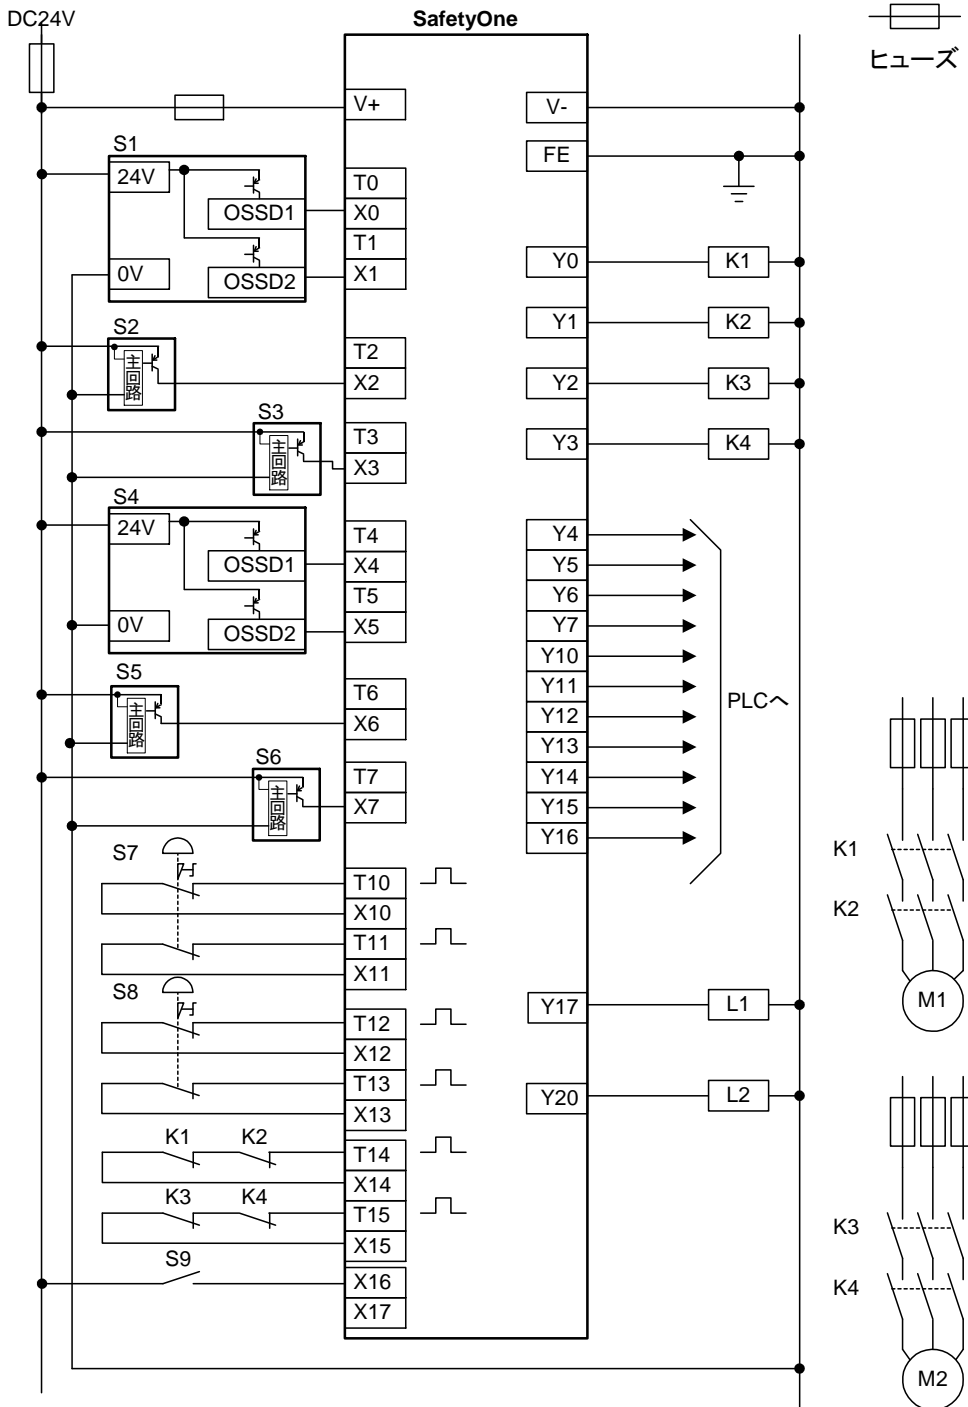 DC24V
SafetyOne
ヒューズ
V+
V-
FE
S1
24V
OSSD1
0V
OSSD2
T0
X0
T1
X1
Y0
K1
S2
主回路
T2
X2
Y1
K2
Y2
K3
S3
主回路
T3
X3
Y3
K4
S4
24V
OSSD1
0V
OSSD2
T4
X4
T5
X5
Y4
Y5
Y6
Y7
Y10
Y11
Y12
Y13
Y14
Y15
Y16
PLCへ
S5
主回路
T6
X6
S6
主回路
T7
X7
S7
T10
X10
T11
X11
S8
T12
X12
T13
X13
Y17
L1
Y20
L2
K1
K2
T14
X14
K3
K4
T15
X15
S9
X16
X17
K1
K2
M1
K3
K4
M2